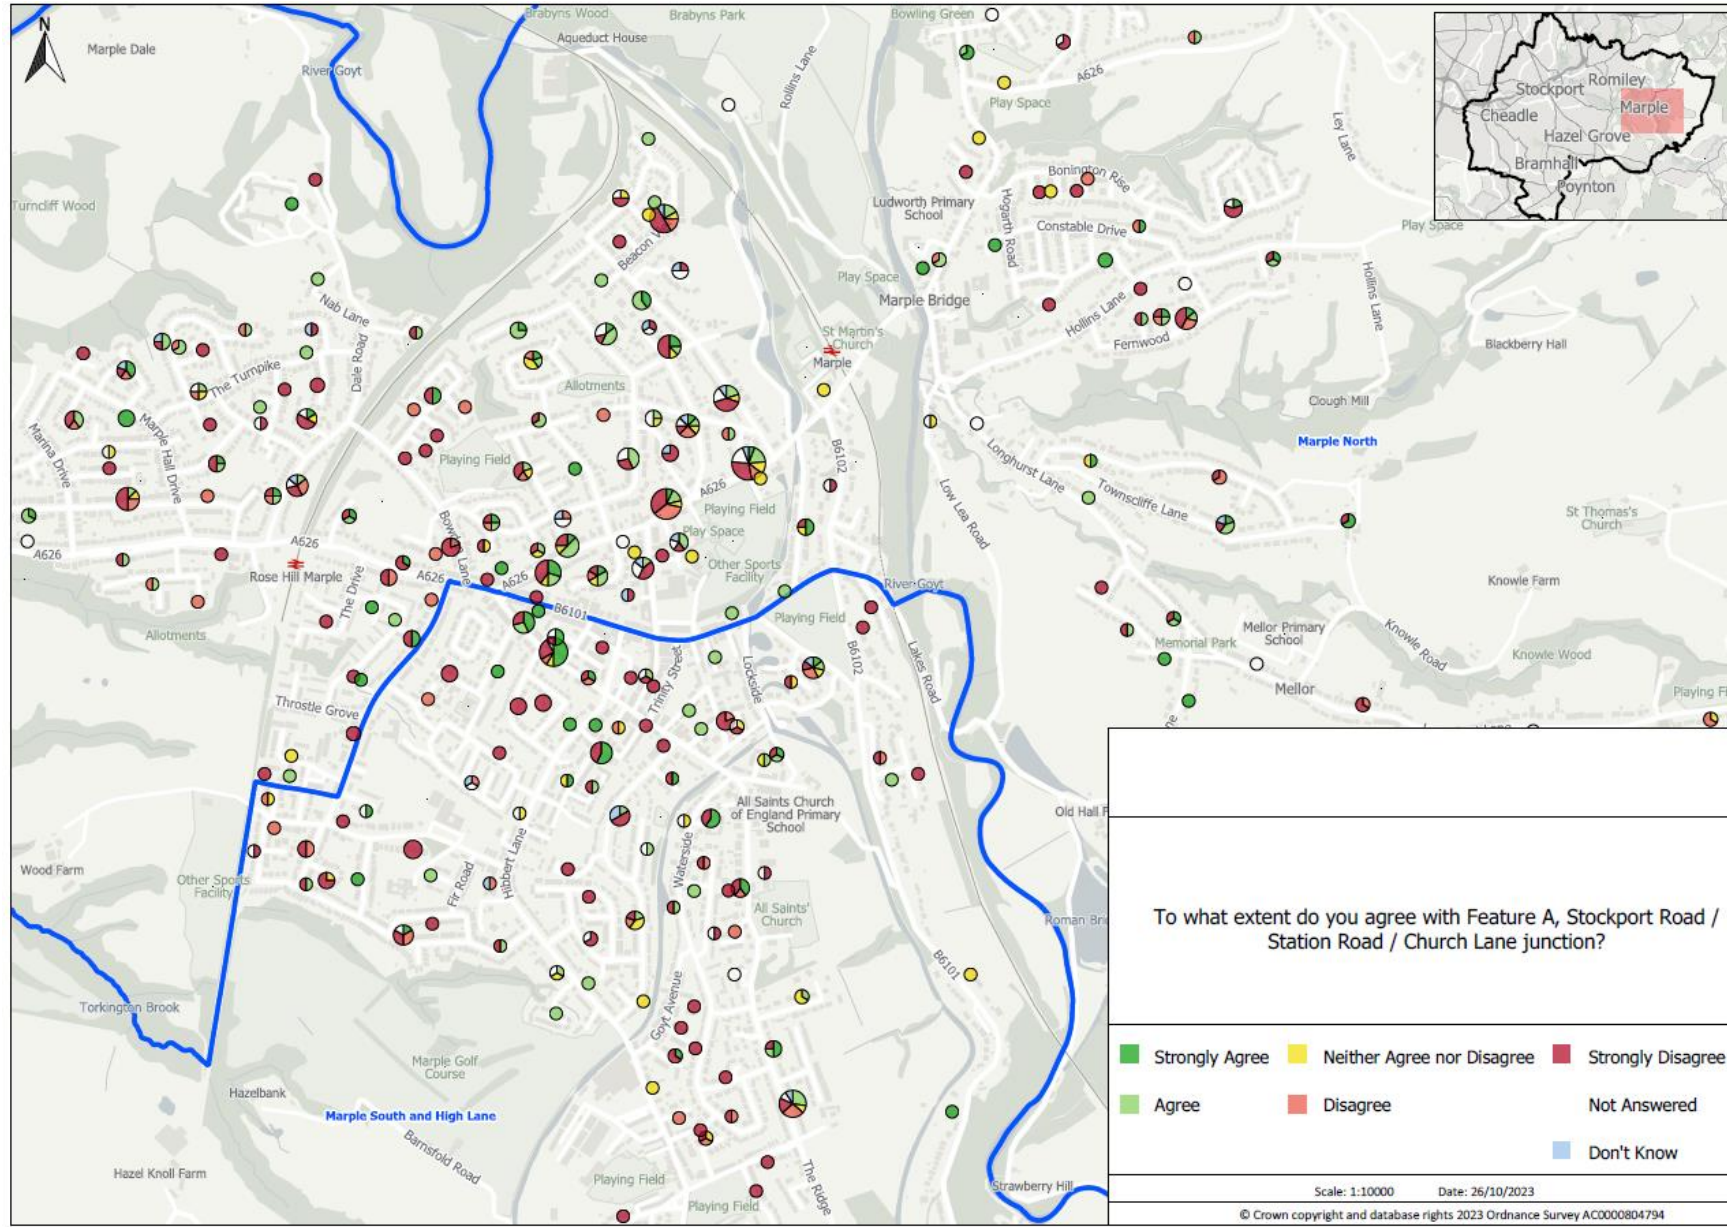 N
Marple Dale
River Goyt
Brabyns Wood
Aqueduct House
Brabyns Park
Rollins Lane
Bowling Green
A626
Play Space
Ley Lane
Romiley
Stockport
Marple
Cheadle
Hazel Grove
Bramhall
Poynton
Turncliff Wood
Ludworth Primary
School
Bonington Rise
Hogarth Road
Constable Drive
Play Space
Beacon
Play Space
Marple Bridge
Hollins Lane
Hollins Lane
Fernwood
Blackberry Hall
Nab Lane
Dale Road
The Turnpike
St Martin's
Church
Marple
Allotments
Clough Mill
Marple North
Marina Drive
Marple Hall Drive
Playing Field
B6102
A626
Longhurst Lane
Townscliffe Lane
Low Lea Road
St Thomas's
Church
Playing Field
Play Space
Bowden Lane
A626
A626
Rose Hill Marple
A626
A626
Other Sports
Facility
River Goyt
Knowle Farm
The Drive
B6101
Allotments
Playing Field
B6102
Lakes Road
Memorial Park
Mellor Primary
School
Knowle Road
Knowle Wood
Mellor
Trinity Street
Lockside
Throstle Grove
Playing Fi
All Saints Church
of England Primary
School
Old Hall F
Wood Farm
Other Sports
Facility
Fir Road
Hibbert Lane
Waterside
All Saints'
Church
Roman Bri
B6101
Torkington Brook
Goyt Avenue
Marple Golf
Course
Hazelbank
Marple South and High Lane
Barnsfold Road
Hazel Knoll Farm
Playing Field
Playing Field
The Ridge
Strawberry Hill
To what extent do you agree with Feature A, Stockport Road /
Station Road / Church Lane junction?
Strongly Agree
Neither Agree nor Disagree
Strongly Disagree
Agree
Disagree
Not Answered
Don't Know
Scale: 1:10000 Date: 26/10/2023
© Crown copyright and database rights 2023 Ordnance Survey AC0000804794